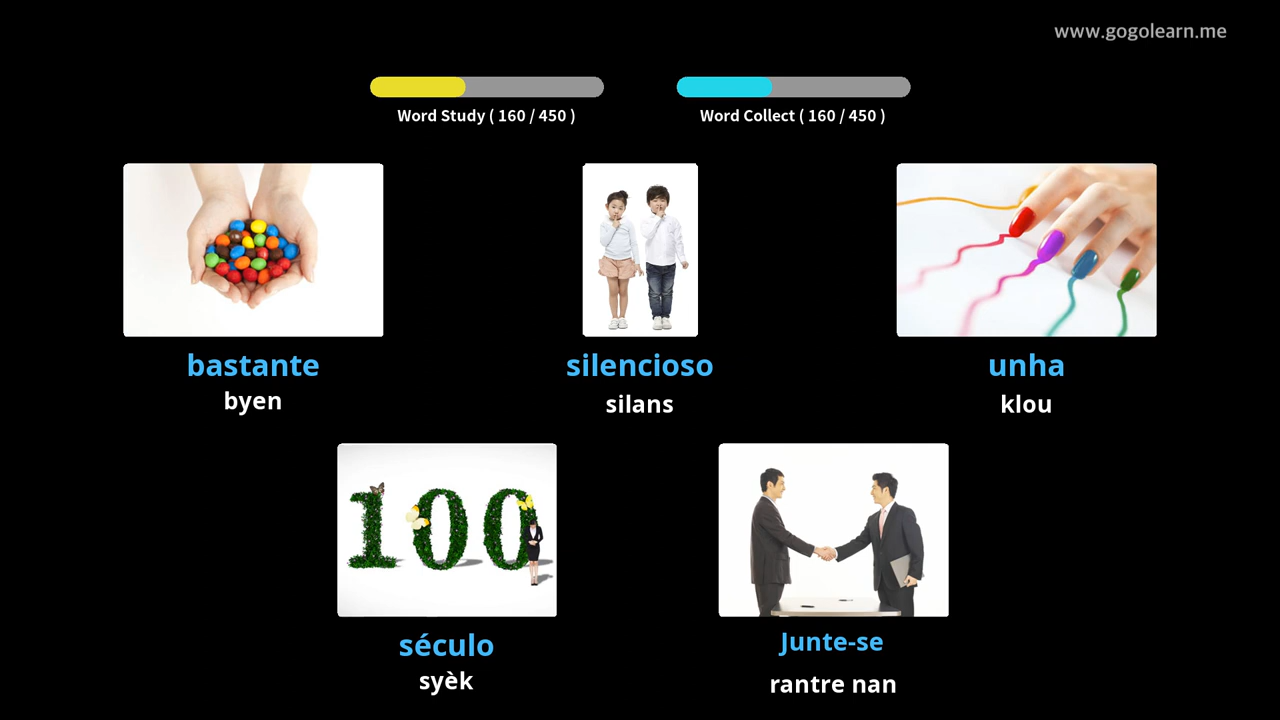 www.gogolearn.me
Word Study ( 160 / 450 )
Word Collect ( 160 / 450 )
bastante
byen
silencioso
silans
unha
klou
100
século
syèk
Junte-se
rantre nan